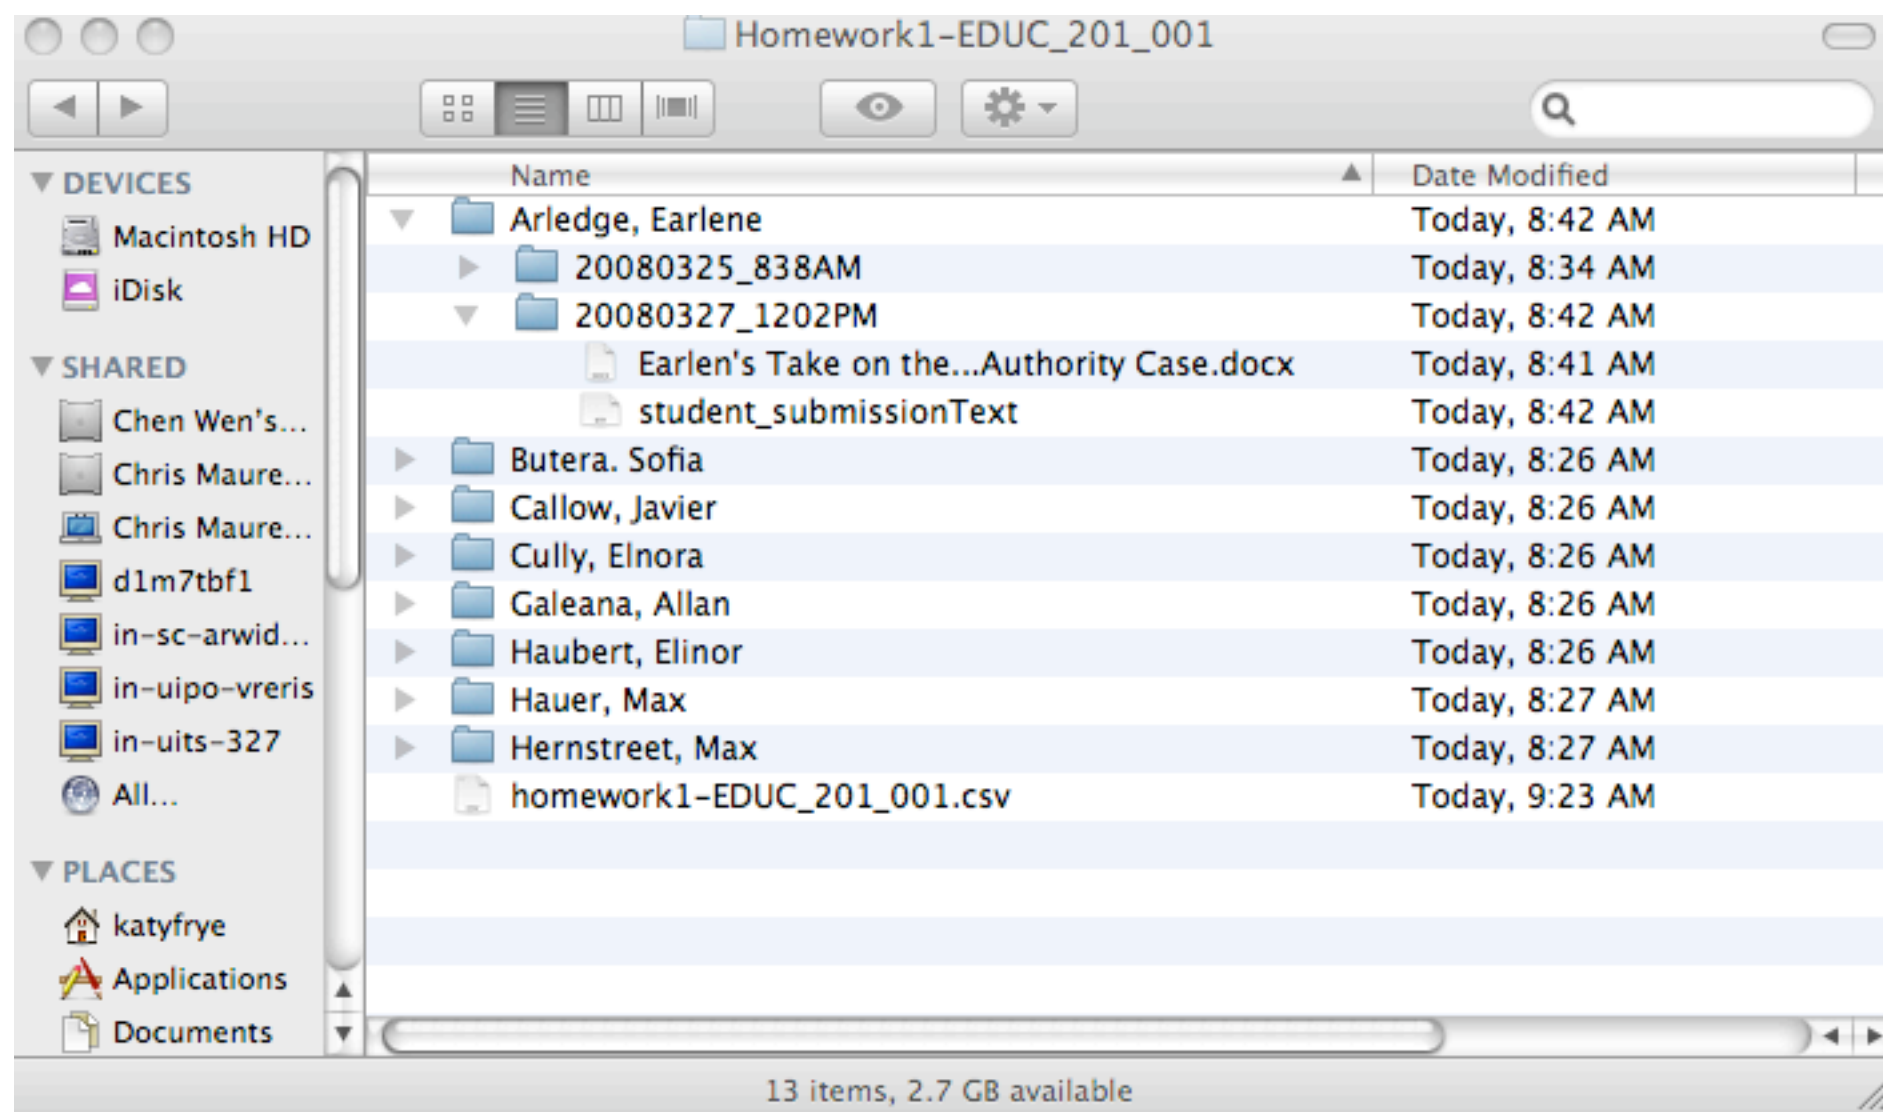 Homework1-EDUC_201_001
DEVICES
Macintosh HD
iDisk
SHARED
Chen Wen's...
Chris Maure...
Chris Maure...
d1m7tbf1
in-sc-arwid...
in-uipo-vreris
in-uits-327
All...
PLACES
katyfrye
Applications
Documents
Name Date Modified
Arledge, Earlene Today, 8:42 AM
20080325_838AM Today, 8:34 AM
20080327_1202PM Today, 8:42 AM
Earlen's Take on the...Authority Case.docx Today, 8:41 AM
student_submissionText Today, 8:42 AM
Butera. Sofia Today, 8:26 AM
Callow, Javier Today, 8:26 AM
Cully, Elnora Today, 8:26 AM
Galeana, Allan Today, 8:26 AM
Haubert, Elinor Today, 8:26 AM
Hauer, Max Today, 8:27 AM
Hernstreet, Max Today, 8:27 AM
homework1-EDUC_201_001.csv Today, 9:23 AM
13 items, 2.7 GB available